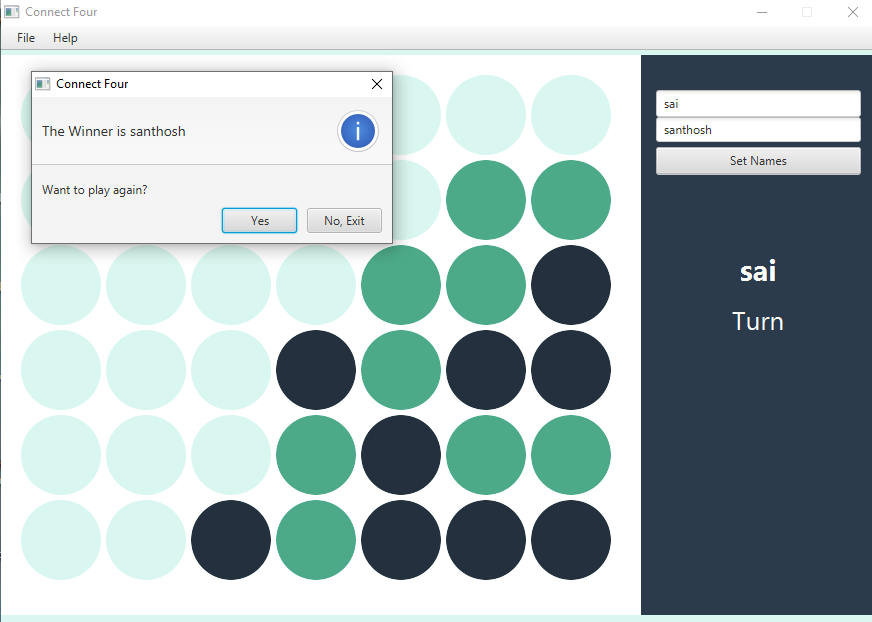 Connect Four
File Help
Connect Four
The Winner is santhosh
i
Want to play again?
Yes No, Exit
sai
santhosh
Set Names
sai
Turn